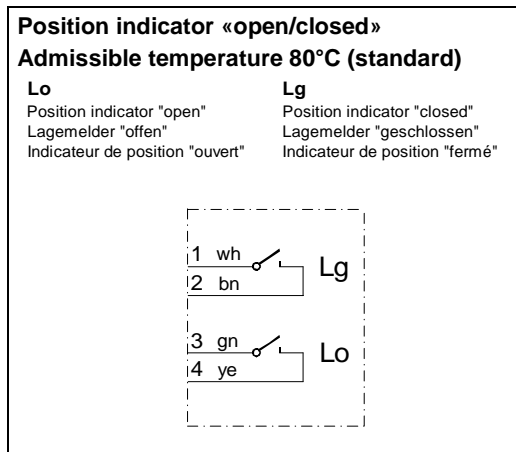 Position indicator «open/closed»
Admissible temperature 80°C (standard)
Lo
Position indicator "open"
Lagemelder "offen"
Indicateur de position "ouvert"
Lg
Position indicator "closed"
Lagemelder "geschlossen"
Indicateur de position "fermé"
1 wh
2 bn
Lg
3 gn
4 ye
Lo